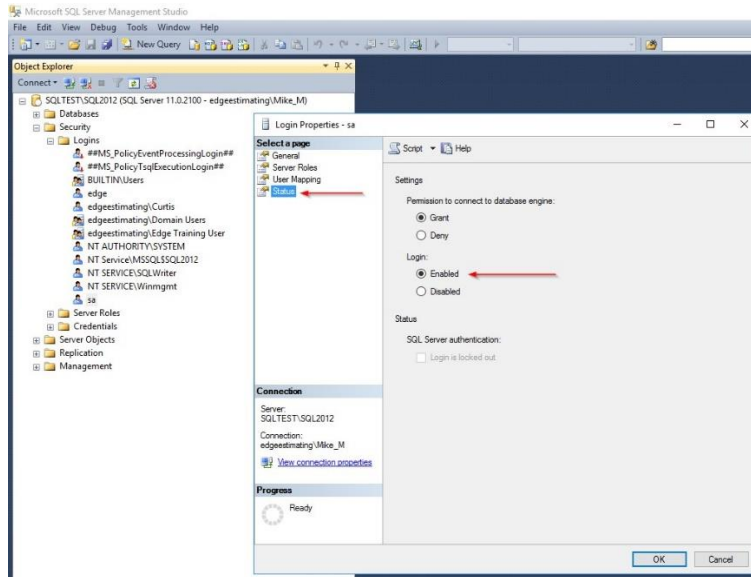 Microsoft SQL Server Management Studio
File Edit View Debug Tools Window Help
New Query
Object Explorer
Connect
SQLTEST\SQL2012 (SQL Server 11.0.2100 - edgeestimating\Mike_M)
Databases
Security
Logins
##MS_PolicyEventProcessingLogin##
##MS_PolicyTsqlExecutionLogin##
BUILTIN\Users
edge
edgeestimating\Curtis
edgeestimating\Domain Users
edgeestimating\Edge Training User
NT AUTHORITY\SYSTEM
NT Service\MSSQL$SQL2012
NT SERVICE\SQLWriter
NT SERVICE\Winmgmt
sa
Server Roles
Credentials
Server Objects
Replication
Management
Login Properties - sa
Select a page
General
Server Roles
User Mapping
Status
Script Help
Settings
Permission to connect to database engine:
Grant
Deny
Login:
Enabled
Disabled
Status
SQL Server authentication:
Login is locked out
Connection
Server:
SQLTEST\SQL2012
Connection:
edgeestimating\Mike_M
View connection properties
Progress
Ready
OK Cancel